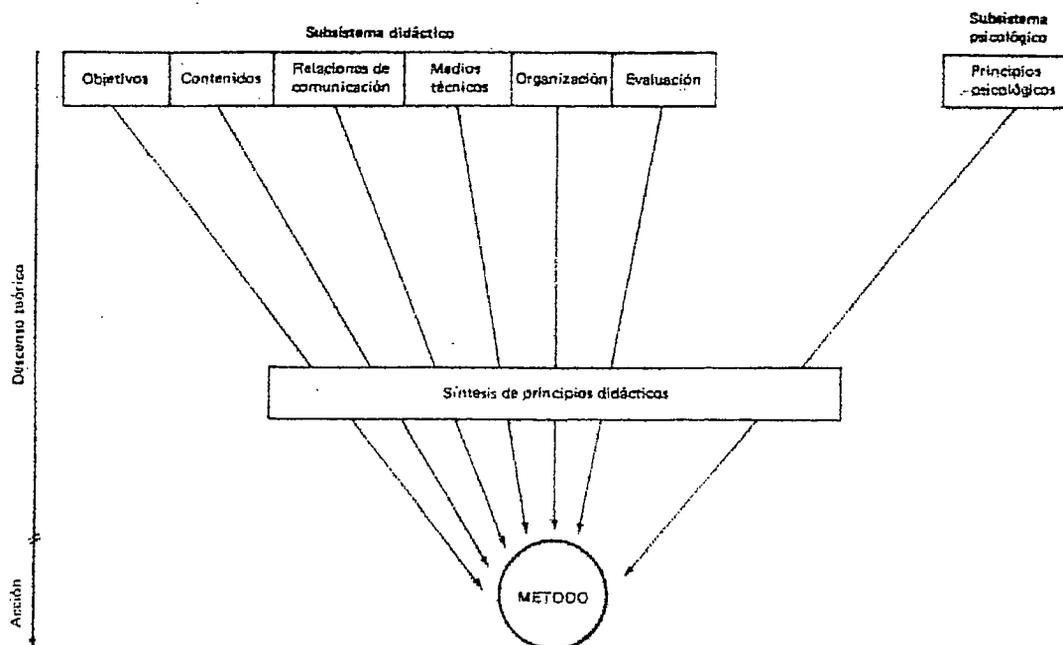 Subsistema didáctico
Subsistema
psicológico
Objetivos
Contenidos
Relaciones de
comunicación
Medios
técnicos
Organización
Evaluación
Principios
psicológicos
Descenso teórico
Síntesis de principios didácticos
METODO
Acción